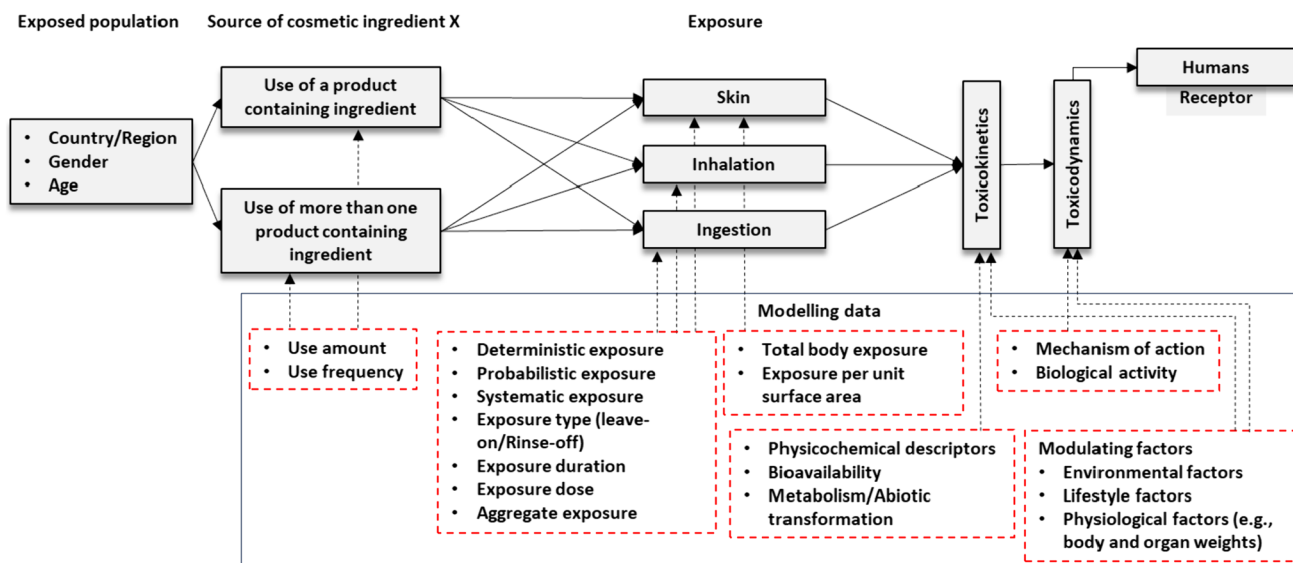 Exposed population
Source of cosmetic ingredient X
Exposure
Country/Region
Gender
Age
Use of a product
containing ingredient
Use of more than one
product containing
ingredient
Skin
Inhalation
Ingestion
Toxicokinetics
Toxicodynamics
Humans
Receptor
Modelling data
Use amount
Use frequency
Deterministic exposure
Probabilistic exposure
Systematic exposure
Exposure type (leave-
on/Rinse-off)
Exposure duration
Exposure dose
Aggregate exposure
Total body exposure
Exposure per unit
surface area
Physicochemical descriptors
Bioavailability
Metabolism/Abiotic
transformation
Mechanism of action
Biological activity
Modulating factors
Environmental factors
Lifestyle factors
Physiological factors (e.g.,
body and organ weights)